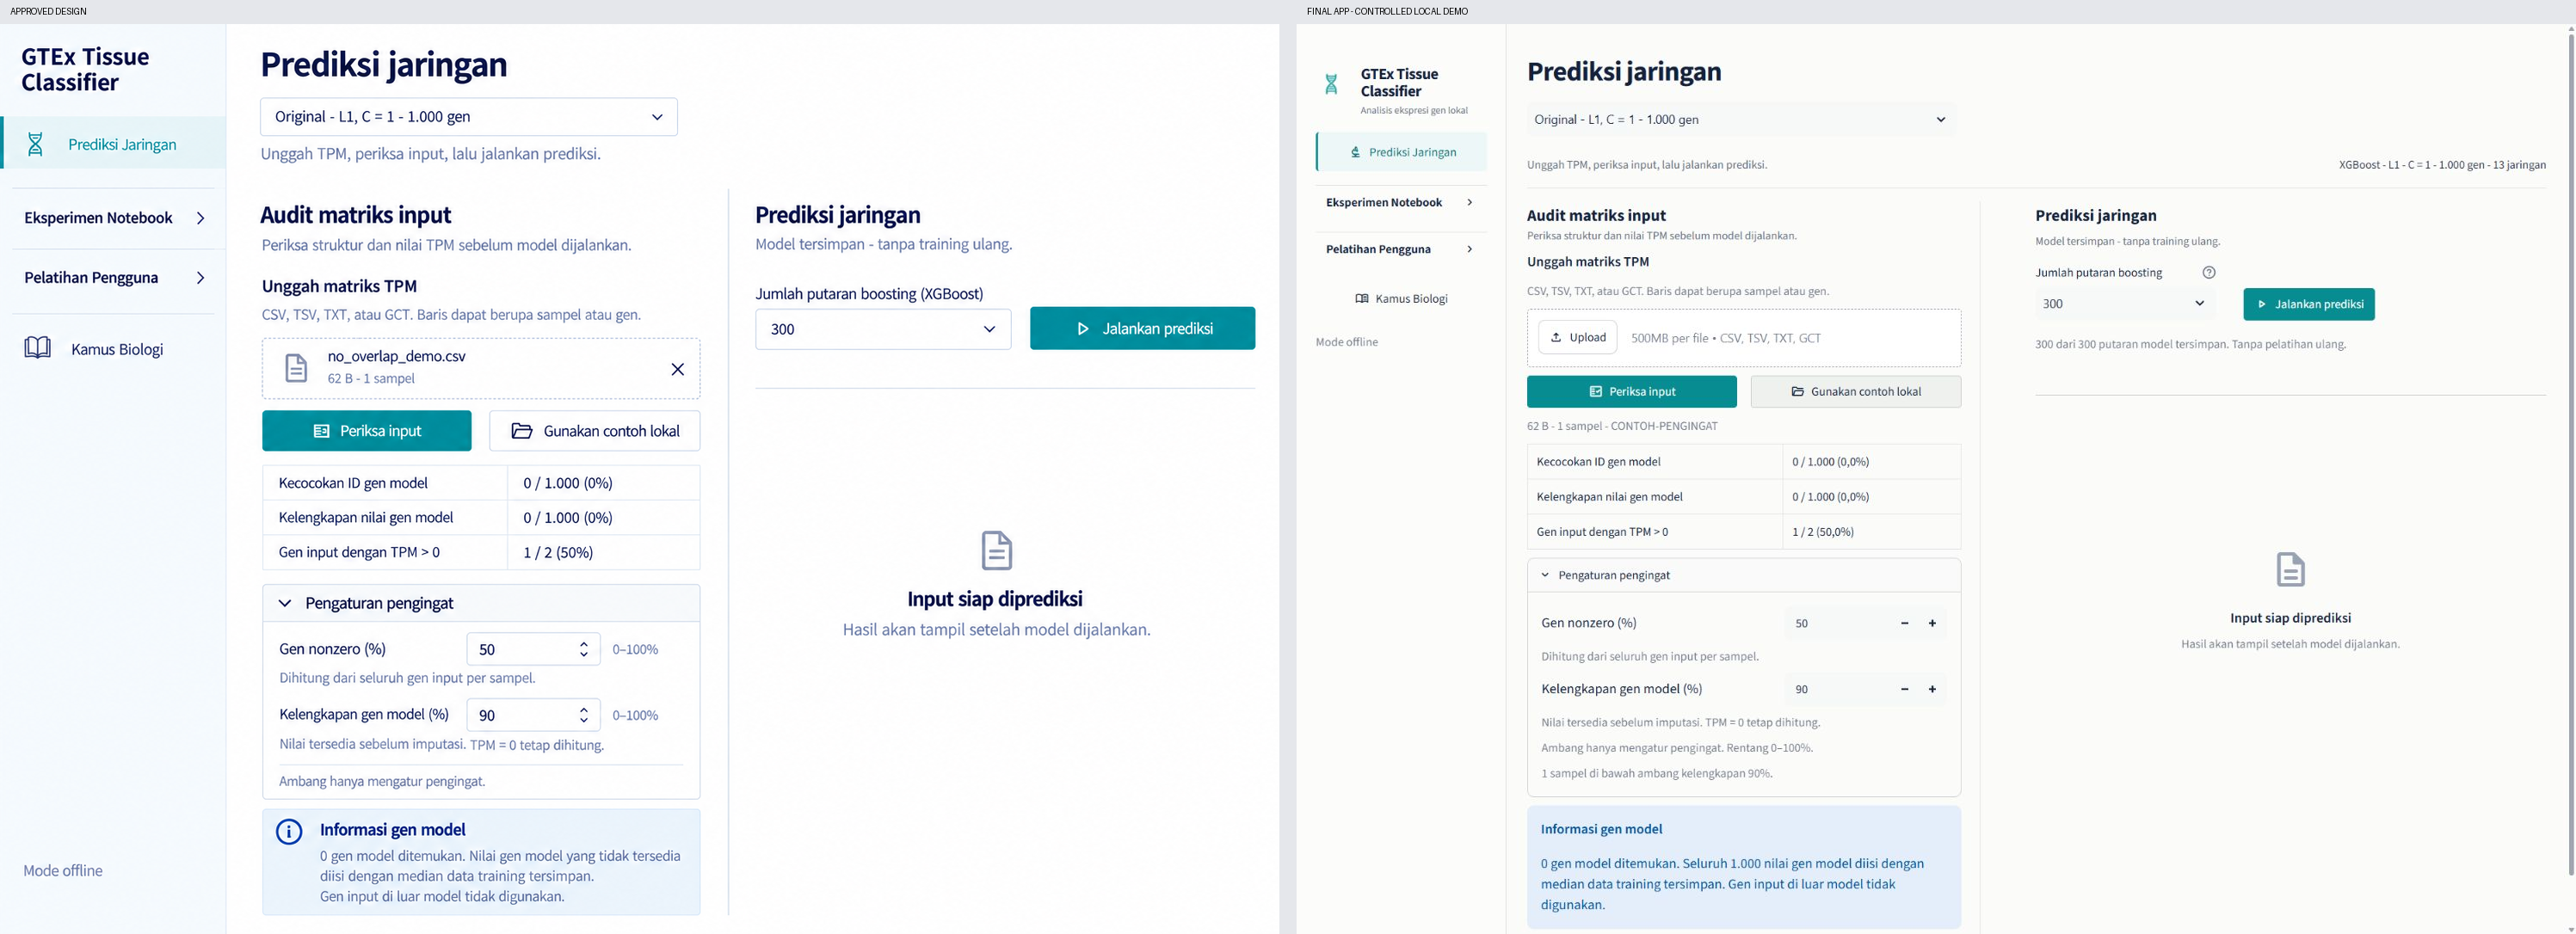 APPROVED DESIGN
GTEx Tissue
Classifier
Prediksi Jaringan
Eksperimen Notebook
Pelatihan Pengguna
Kamus Biologi
Mode offline
Prediksi jaringan
Original - L1, C = 1 - 1.000 gen
Unggah TPM, periksa input, lalu jalankan prediksi.
Audit matriks input
Periksa struktur dan nilai TPM sebelum model dijalankan.
Unggah matriks TPM
CSV, TSV, TXT, atau GCT. Baris dapat berupa sampel atau gen.
no_overlap_demo.csv
62 B - 1 sampel
Periksa input
Gunakan contoh lokal
Kecocokan ID gen model 0 / 1.000 (0%)
Kelengkapan nilai gen model 0 / 1.000 (0%)
Gen input dengan TPM > 0 1 / 2 (50%)
Pengaturan pengingat
Gen nonzero (%) 50 0–100%
Dihitung dari seluruh gen input per sampel.
Kelengkapan gen model (%) 90 0–100%
Nilai tersedia sebelum imputasi. TPM = 0 tetap dihitung.
Ambang hanya mengatur pengingat.
Informasi gen model
0 gen model ditemukan. Nilai gen model yang tidak tersedia
diisi dengan median data training tersimpan.
Gen input di luar model tidak digunakan.
Prediksi jaringan
Model tersimpan - tanpa training ulang.
Jumlah putaran boosting (XGBoost)
300
Jalankan prediksi
Input siap diprediksi
Hasil akan tampil setelah model dijalankan.
FINAL APP - CONTROLLED LOCAL DEMO
GTEx Tissue
Classifier
Analisis ekspresi gen lokal
Prediksi Jaringan
Eksperimen Notebook
Pelatihan Pengguna
Kamus Biologi
Mode offline
Prediksi jaringan
Original - L1, C = 1 - 1.000 gen
Unggah TPM, periksa input, lalu jalankan prediksi.
XGBoost - L1 - C = 1 - 1.000 gen - 13 jaringan
Audit matriks input
Periksa struktur dan nilai TPM sebelum model dijalankan.
Unggah matriks TPM
CSV, TSV, TXT, atau GCT. Baris dapat berupa sampel atau gen.
Upload
500MB per file • CSV, TSV, TXT, GCT
Periksa input
Gunakan contoh lokal
62 B - 1 sampel - CONTOH-PENGINGAT
Kecocokan ID gen model 0 / 1.000 (0,0%)
Kelengkapan nilai gen model 0 / 1.000 (0,0%)
Gen input dengan TPM > 0 1 / 2 (50,0%)
Pengaturan pengingat
Gen nonzero (%) 50 − +
Dihitung dari seluruh gen input per sampel.
Kelengkapan gen model (%) 90 − +
Nilai tersedia sebelum imputasi. TPM = 0 tetap dihitung.
Ambang hanya mengatur pengingat. Rentang 0–100%.
1 sampel di bawah ambang kelengkapan 90%.
Informasi gen model
0 gen model ditemukan. Seluruh 1.000 nilai gen model diisi dengan
median data training tersimpan. Gen input di luar model tidak
digunakan.
Prediksi jaringan
Model tersimpan - tanpa training ulang.
Jumlah putaran boosting ?
300
Jalankan prediksi
300 dari 300 putaran model tersimpan. Tanpa pelatihan ulang.
Input siap diprediksi
Hasil akan tampil setelah model dijalankan.